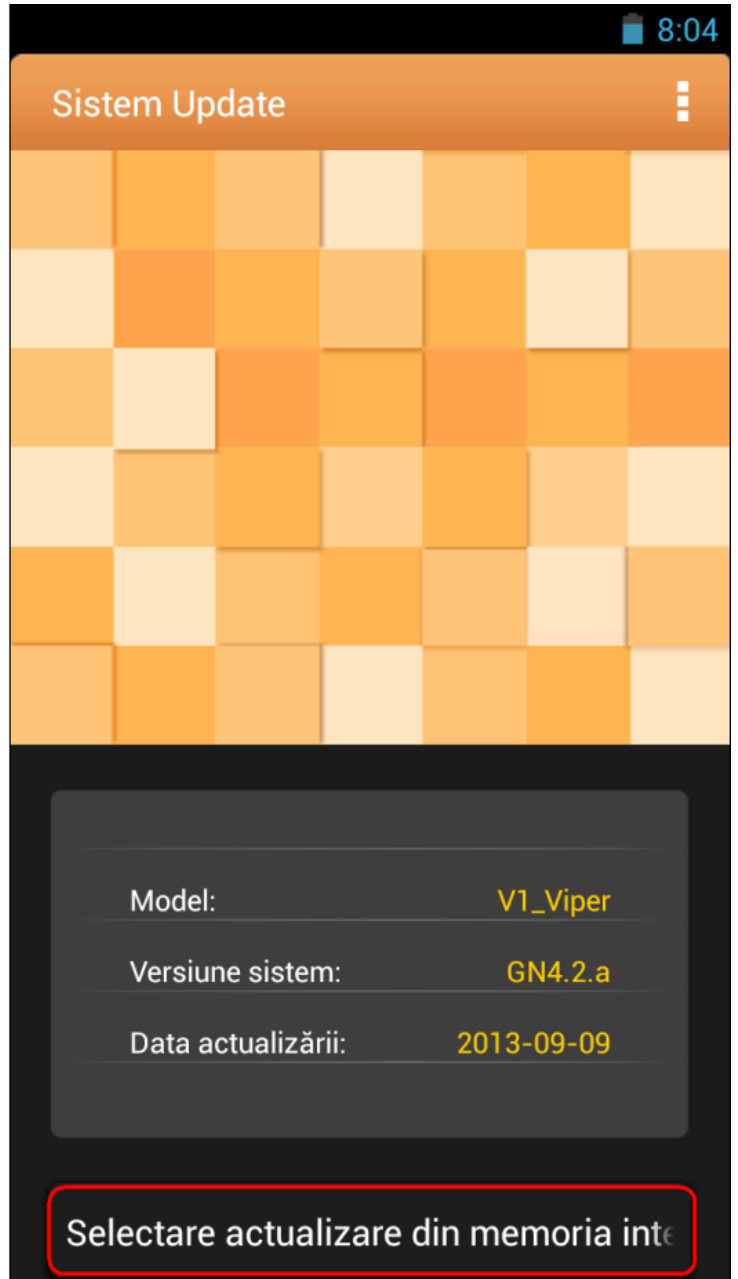 8:04
Sistem Update
Model: V1_Viper
Versiune sistem: GN4.2.a
Data actualizării: 2013-09-09
Selectare actualizare din memoria inte